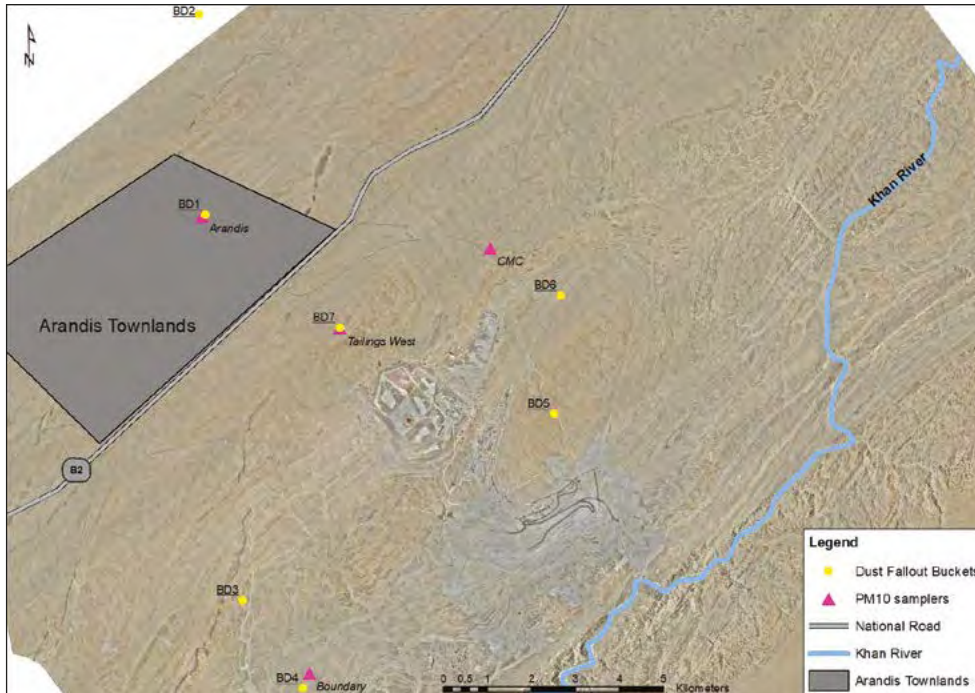 BD2
N
BD1
Arandis
Khan River
CMC
BD6
Arandis Townlands
BD7
Tailings West
BD5
B2
Legend
Dust Fallout Buckets
PM10 samplers
BD3
National Road
Khan River
BD4
Boundary
0 0.5 1 2 3 4 5
Kilometers
Arandis Townlands